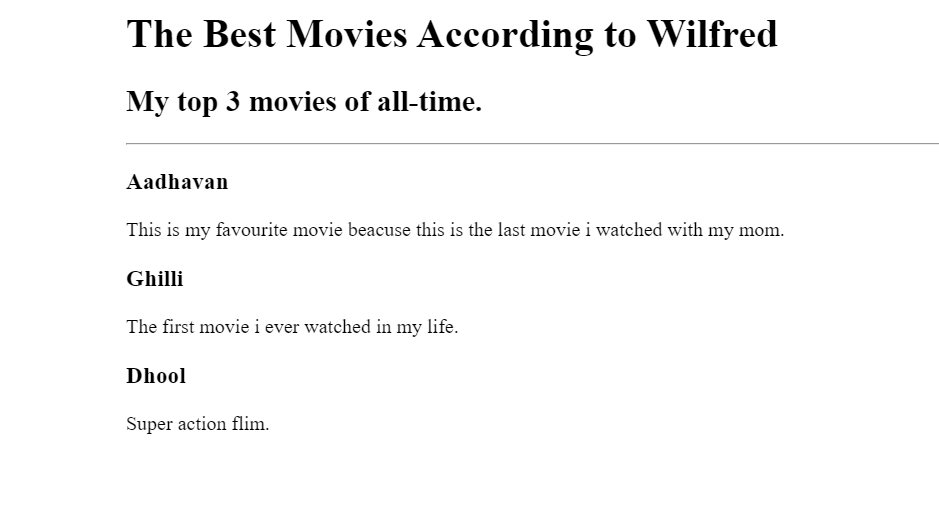 The Best Movies According to Wilfred
My top 3 movies of all-time.
Aadhavan
This is my favourite movie beacuse this is the last movie i watched with my mom.
Ghilli
The first movie i ever watched in my life.
Dhool
Super action flim.